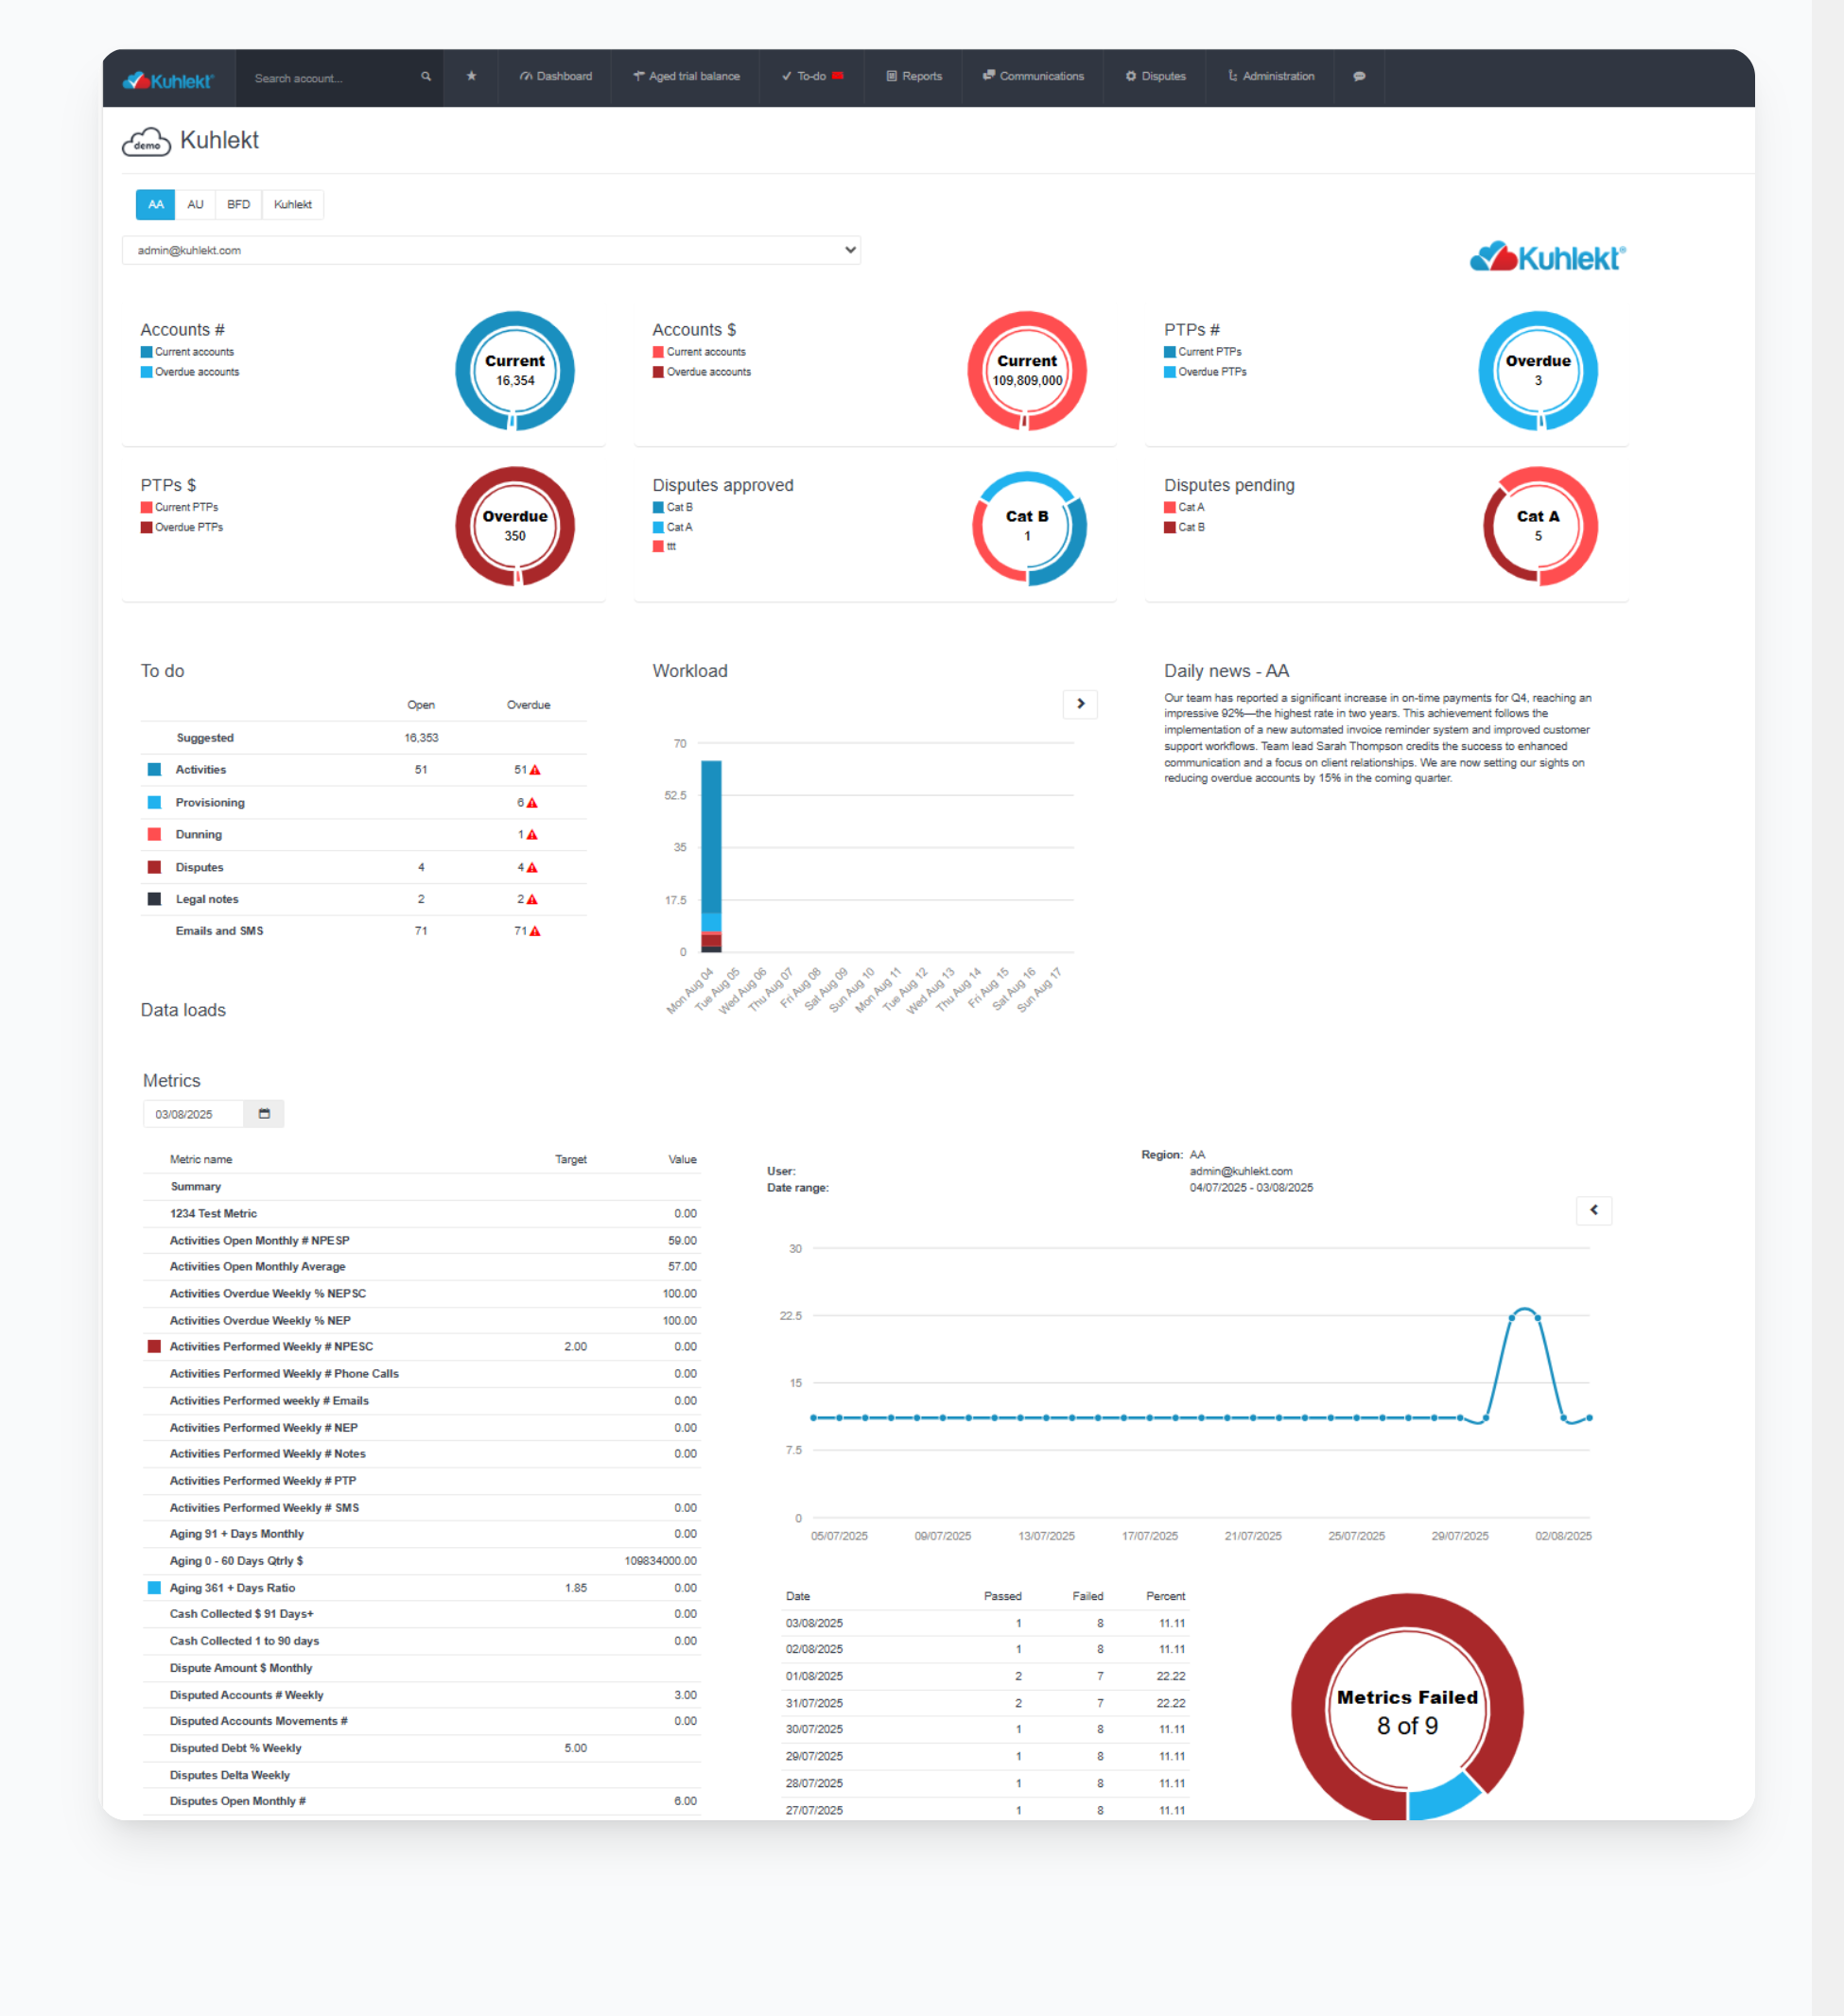 Kuhlekt®
Search account...
Dashboard
Aged trial balance
To-do
Reports
Communications
Disputes
Administration
demo
Kuhlekt
AA AU BFD Kuhlekt
admin@kuhlekt.com
Kuhlekt®
Accounts #
Current accounts
Overdue accounts
Current
16,354
Accounts $
Current accounts
Overdue accounts
Current
109,809,000
PTPs #
Current PTPs
Overdue PTPs
Overdue
3
PTPs $
Current PTPs
Overdue PTPs
Overdue
350
Disputes approved
Cat B
Cat A
ttt
Cat B
1
Disputes pending
Cat A
Cat B
Cat A
5
To do
Open Overdue
Suggested 16,353
Activities 51 51
Provisioning 6
Dunning 1
Disputes 4 4
Legal notes 2 2
Emails and SMS 71 71
Workload
70
52.5
35
17.5
0
Mon Aug 04
Tue Aug 05
Wed Aug 06
Thu Aug 07
Fri Aug 08
Sat Aug 09
Sun Aug 10
Mon Aug 11
Tue Aug 12
Wed Aug 13
Thu Aug 14
Fri Aug 15
Sat Aug 16
Sun Aug 17
Daily news - AA
Our team has reported a significant increase in on-time payments for Q4, reaching an
impressive 92%—the highest rate in two years. This achievement follows the
implementation of a new automated invoice reminder system and improved customer
support workflows. Team lead Sarah Thompson credits the success to enhanced
communication and a focus on client relationships. We are now setting our sights on
reducing overdue accounts by 15% in the coming quarter.
Data loads
Metrics
03/08/2025
Metric name Target Value
Summary
1234 Test Metric 0.00
Activities Open Monthly # NPESP 59.00
Activities Open Monthly Average 57.00
Activities Overdue Weekly % NEPSC 100.00
Activities Overdue Weekly % NEP 100.00
Activities Performed Weekly # NPESC 2.00 0.00
Activities Performed Weekly # Phone Calls 0.00
Activities Performed weekly # Emails 0.00
Activities Performed Weekly # NEP 0.00
Activities Performed Weekly # Notes 0.00
Activities Performed Weekly # PTP
Activities Performed Weekly # SMS 0.00
Aging 91 + Days Monthly 0.00
Aging 0 - 60 Days Qtrly $ 109834000.00
Aging 361 + Days Ratio 1.85 0.00
Cash Collected $ 91 Days+ 0.00
Cash Collected 1 to 90 days 0.00
Dispute Amount $ Monthly
Disputed Accounts # Weekly 3.00
Disputed Accounts Movements # 0.00
Disputed Debt % Weekly 5.00
Disputes Delta Weekly
Disputes Open Monthly # 6.00
Region: AA
User: admin@kuhlekt.com
Date range: 04/07/2025 - 03/08/2025
30
22.5
15
7.5
0
05/07/2025 09/07/2025 13/07/2025 17/07/2025 21/07/2025 25/07/2025 29/07/2025 02/08/2025
Date Passed Failed Percent
03/08/2025 1 8 11.11
02/08/2025 1 8 11.11
01/08/2025 2 7 22.22
31/07/2025 2 7 22.22
30/07/2025 1 8 11.11
29/07/2025 1 8 11.11
28/07/2025 1 8 11.11
27/07/2025 1 8 11.11
Metrics Failed
8 of 9